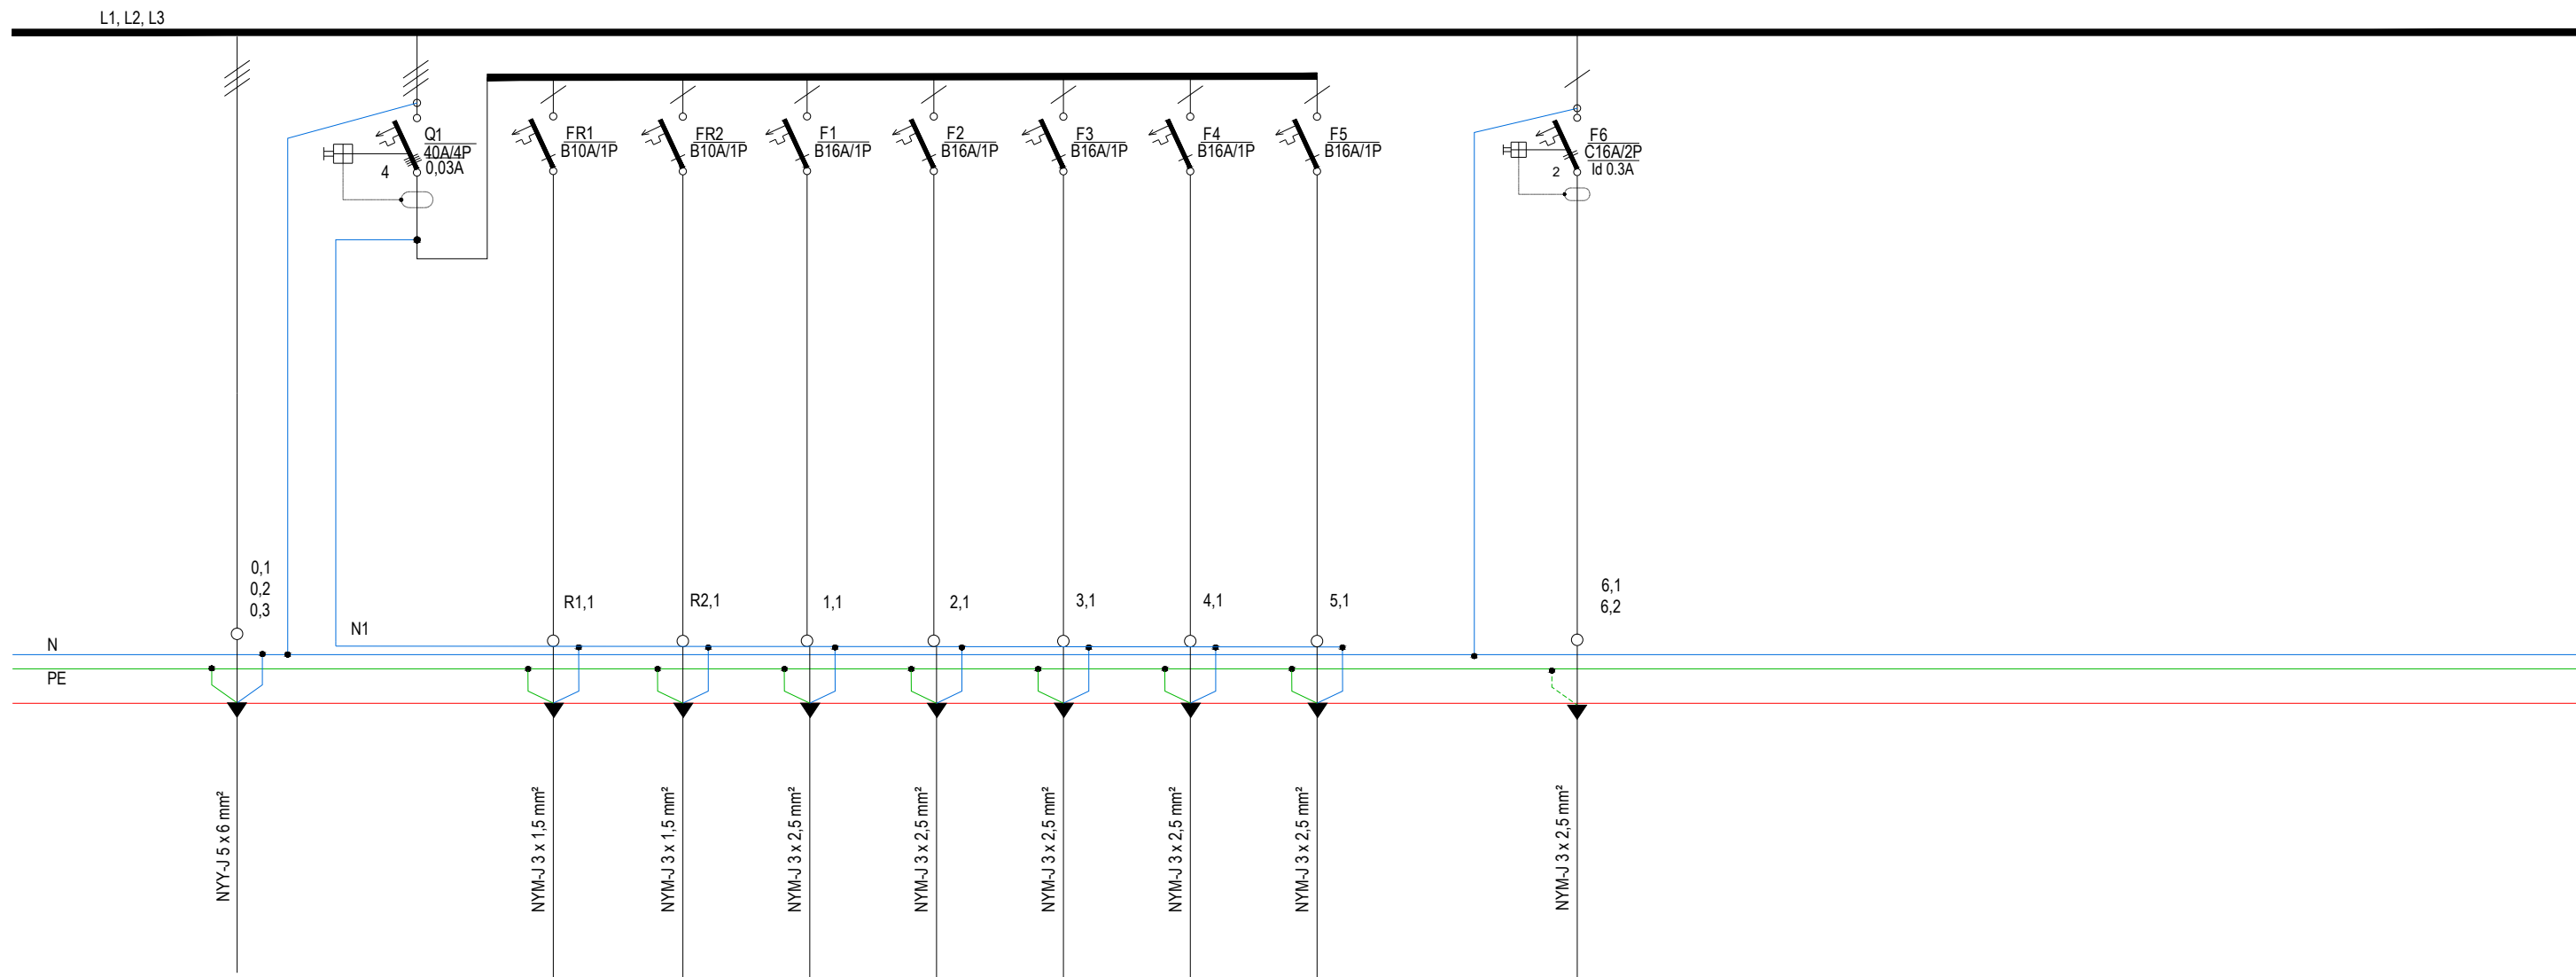 L1, L2, L3
Q1
40A/4P
0,03A
4
FR1
B10A/1P
FR2
B10A/1P
F1
B16A/1P
F2
B16A/1P
F3
B16A/1P
F4
B16A/1P
F5
B16A/1P
F6
C16A/2P
Id 0.3A
2
0,1
0,2
0,3
R1,1
R2,1
1,1
2,1
3,1
4,1
5,1
6,1
6,2
N1
N
PE
NYY-J 5 x 6 mm²
NYM-J 3 x 1,5 mm²
NYM-J 3 x 1,5 mm²
NYM-J 3 x 2,5 mm²
NYM-J 3 x 2,5 mm²
NYM-J 3 x 2,5 mm²
NYM-J 3 x 2,5 mm²
NYM-J 3 x 2,5 mm²
NYM-J 3 x 2,5 mm²